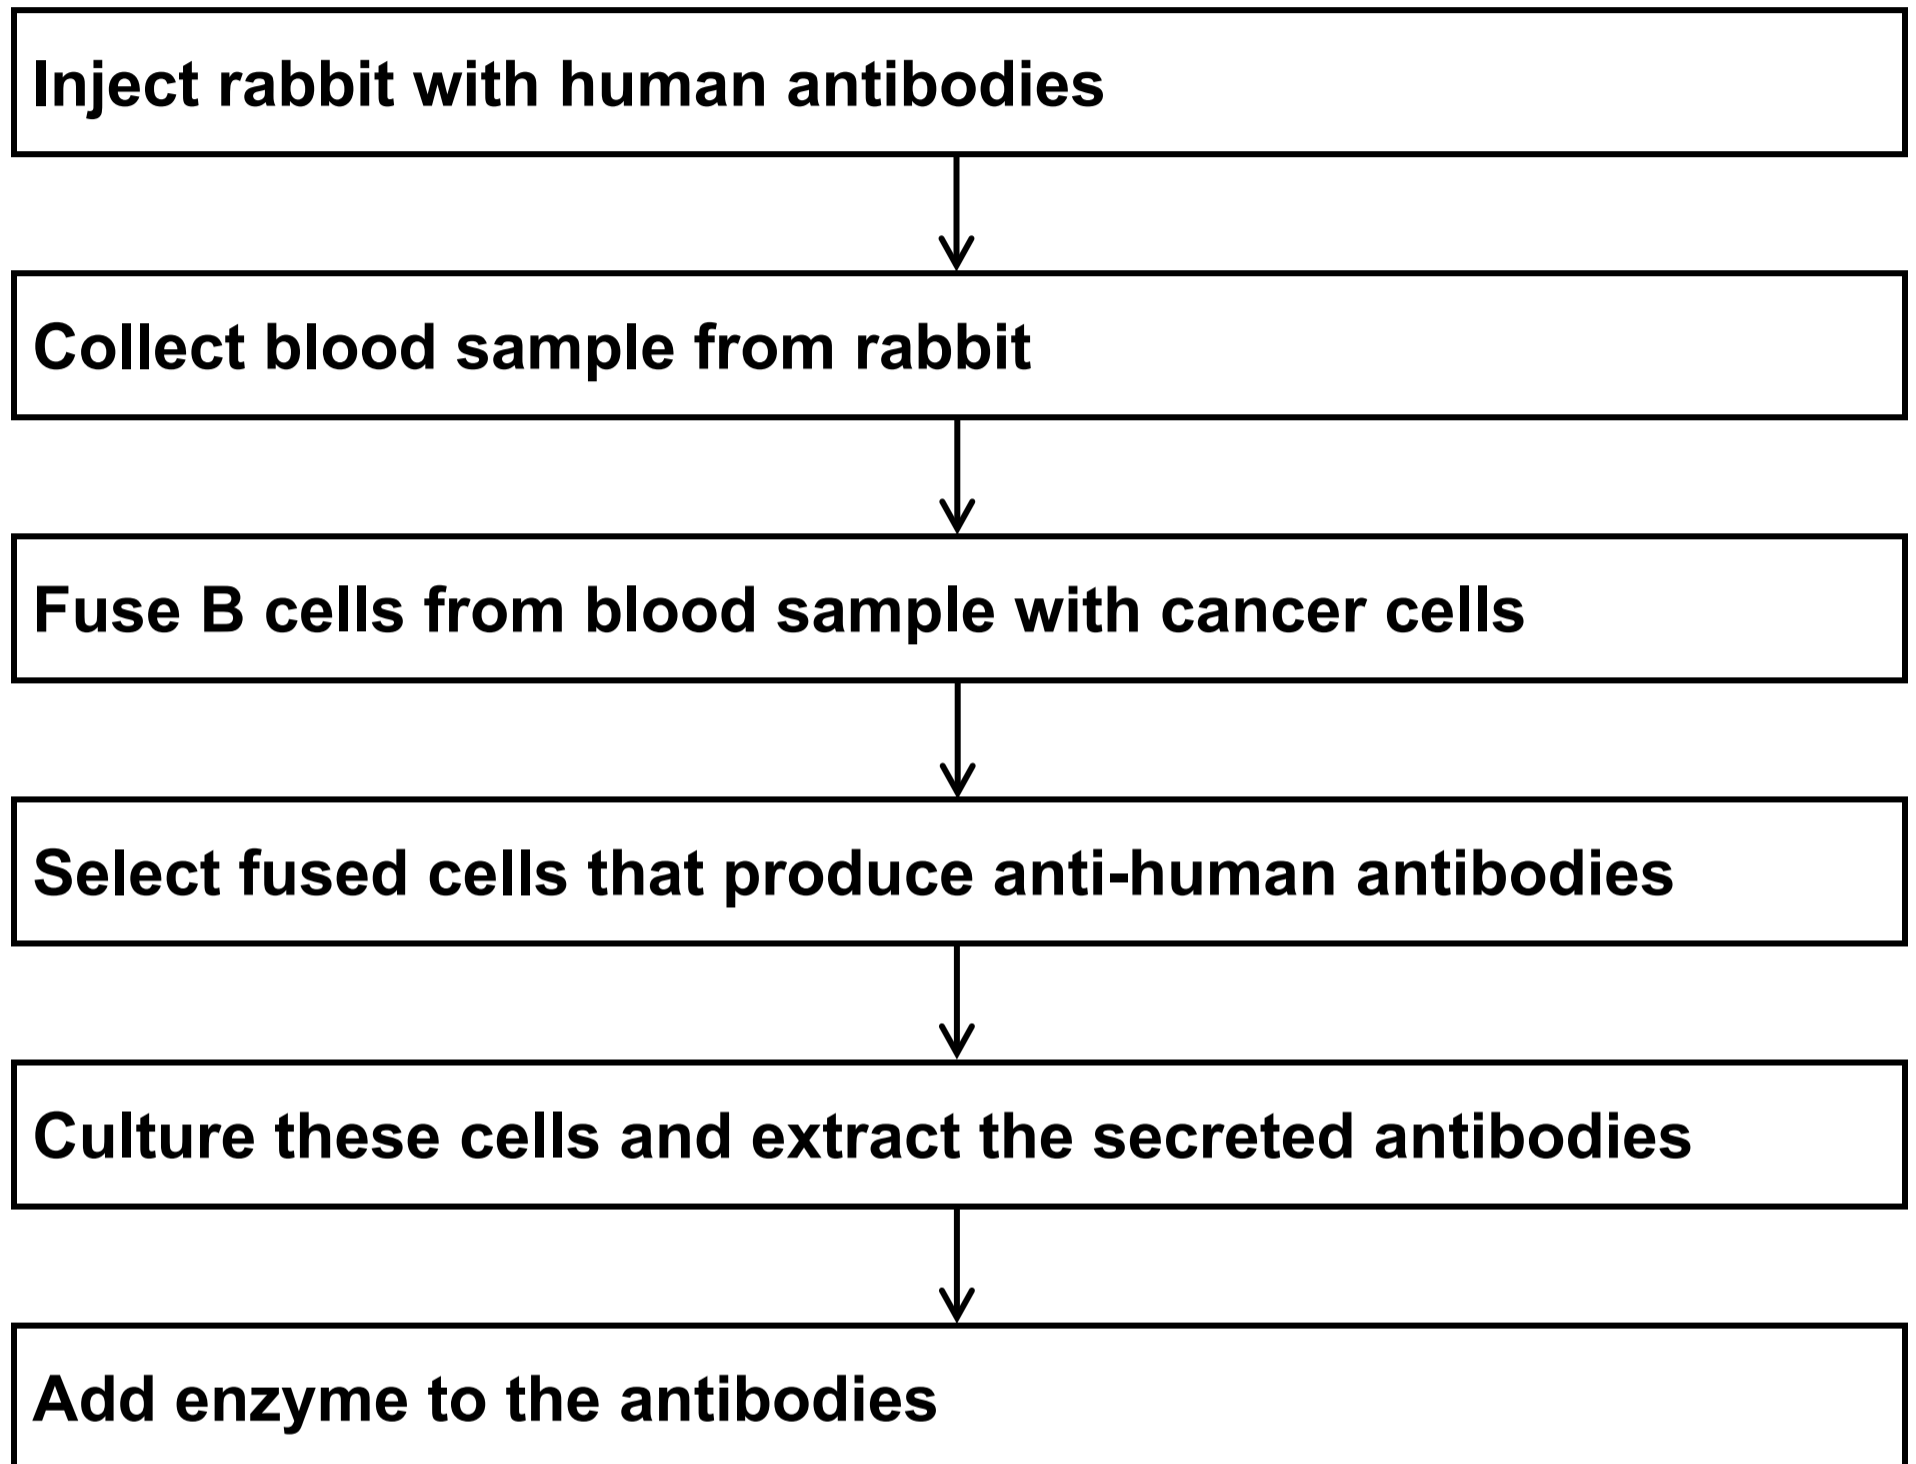 Inject rabbit with human antibodies
Collect blood sample from rabbit
Fuse B cells from blood sample with cancer cells
Select fused cells that produce anti-human antibodies
Culture these cells and extract the secreted antibodies
Add enzyme to the antibodies